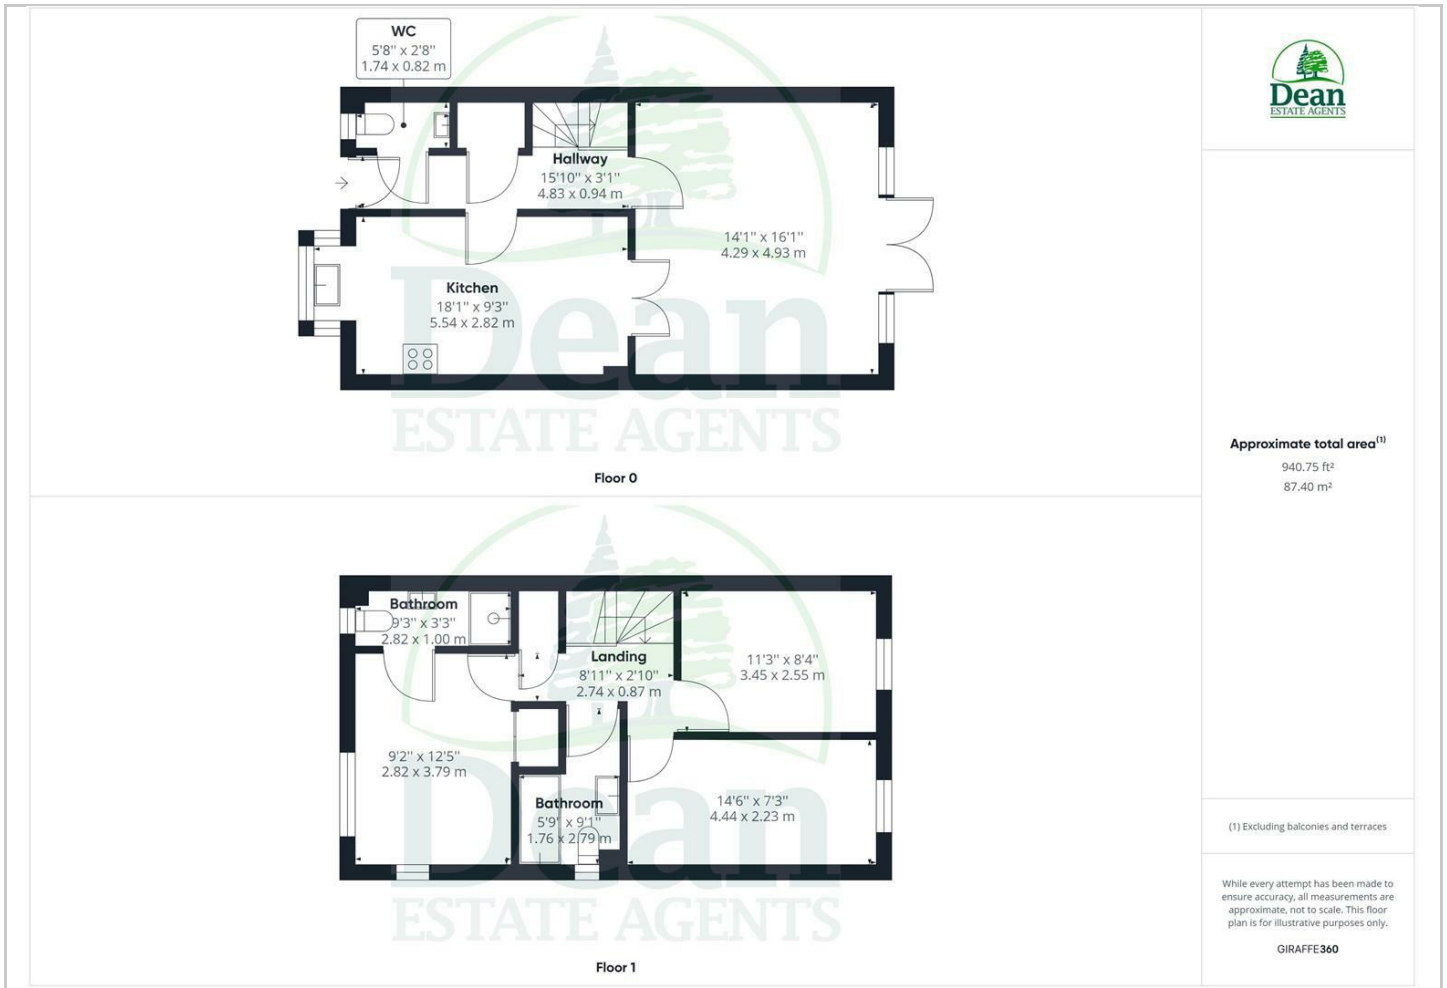 WC
5'8" x 2'8"
1.74 x 0.82 m
Hallway
15'10" x 3'1"
4.83 x 0.94 m
14'1" x 16'1"
4.29 x 4.93 m
Kitchen
18'1" x 9'3"
5.54 x 2.82 m
Dean
ESTATE AGENTS
Floor 0
Bathroom
9'3" x 3'3"
2.82 x 1.00 m
Landing
8'11" x 2'10"
2.74 x 0.87 m
11'3" x 8'4"
3.45 x 2.55 m
9'2" x 12'5"
2.82 x 3.79 m
Bathroom
5'9" x 9'1"
1.76 x 2.79 m
14'6" x 7'3"
4.44 x 2.23 m
Dean
ESTATE AGENTS
Floor 1
Dean
ESTATE AGENTS
Approximate total area(1)
940.75 ft²
87.40 m²
(1) Excluding balconies and terraces
While every attempt has been made to
ensure accuracy, all measurements are
approximate, not to scale. This floor
plan is for illustrative purposes only.
GIRAFFE360